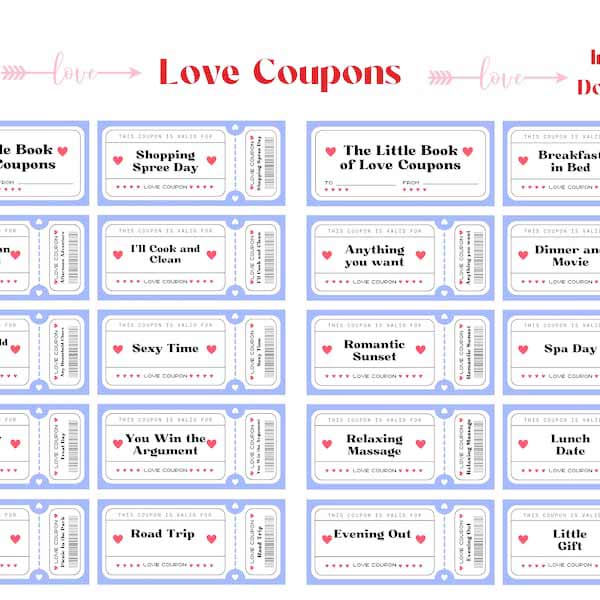 love
Love Coupons
love
le Book
Coupons
FROM
THIS COUPON IS VALID FOR
Shopping
Spree Day
LOVE COUPON
LOVE COUPON
Shopping Spree Day
The Little Book
of Love Coupons
TO
FROM
THIS COUPON IS VALID FOR
Breakfast
in Bed
LOVE COUPON
LOVE COUPON
Afternoon Adventure
THIS COUPON IS VALID FOR
I'll Cook and
Clean
LOVE COUPON
LOVE COUPON
I'll Cook and Clean
THIS COUPON IS VALID FOR
Anything
you want
LOVE COUPON
LOVE COUPON
Anything you want
THIS COUPON IS VALID FOR
Dinner and
Movie
LOVE COUPON
LOVE COUPON
Any Household Chore
THIS COUPON IS VALID FOR
Sexy Time
LOVE COUPON
LOVE COUPON
Sexy Time
THIS COUPON IS VALID FOR
Romantic
Sunset
LOVE COUPON
LOVE COUPON
Romantic Sunset
THIS COUPON IS VALID FOR
Spa Day
LOVE COUPON
LOVE COUPON
Treat Day
THIS COUPON IS VALID FOR
You Win the
Argument
LOVE COUPON
LOVE COUPON
You Win the Argument
THIS COUPON IS VALID FOR
Relaxing
Massage
LOVE COUPON
LOVE COUPON
Relaxing Massage
THIS COUPON IS VALID FOR
Lunch
Date
LOVE COUPON
LOVE COUPON
Picnic In the Park
THIS COUPON IS VALID FOR
Road Trip
LOVE COUPON
LOVE COUPON
Road Trip
THIS COUPON IS VALID FOR
Evening Out
LOVE COUPON
LOVE COUPON
Evening Out
THIS COUPON IS VALID FOR
Little
Gift
LOVE COUPON